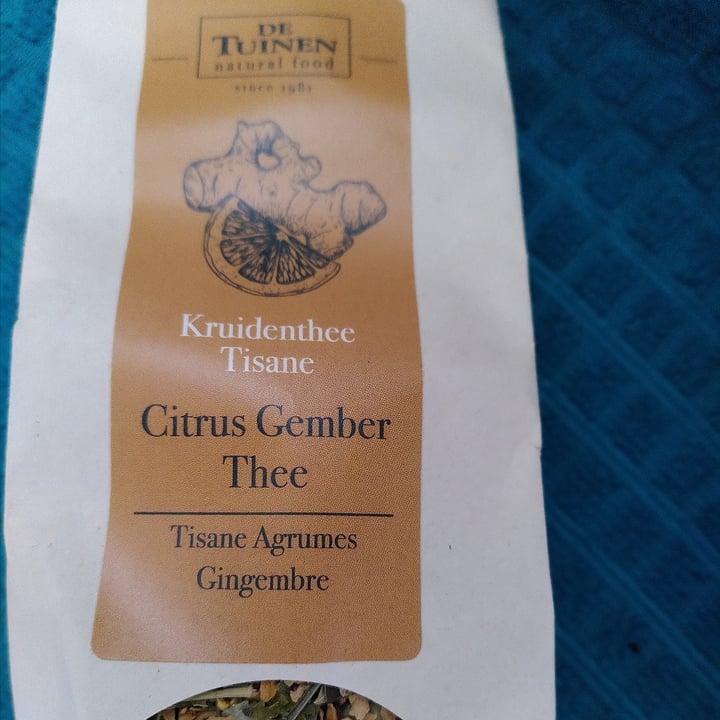 DE
TUINEN
natural food
since 1981
Kruidenthee
Tisane
Citrus Gember
Thee
Tisane Agrumes
Gingembre